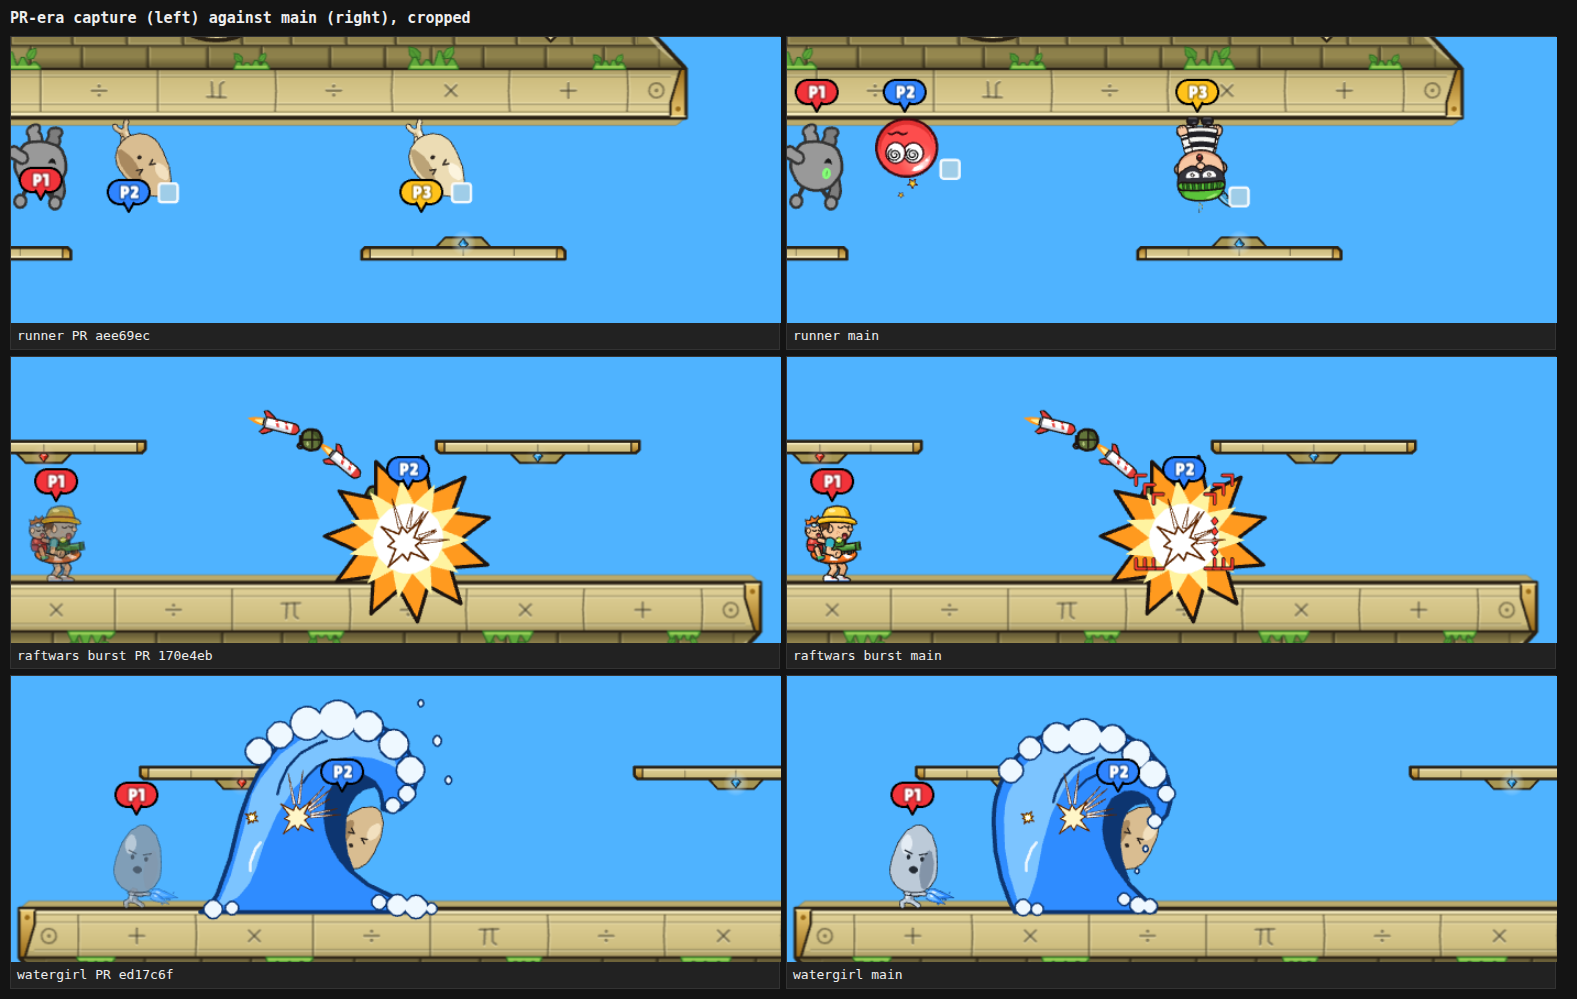 PR-era capture (left) against main (right), cropped
÷ π ÷ × +
P1 P2 P3
runner PR aee69ec
÷ π ÷ × +
P1 P2 P3
0
runner main
P2
P1
× ÷ π ÷ × +
raftwars burst PR 170e4eb
P2
P1
× ÷ π ÷ × +
raftwars burst main
P2
P1
+ × ÷ π ÷ ×
watergirl PR ed17c6f
P2
P1
+ × ÷ π ÷ ×
watergirl main